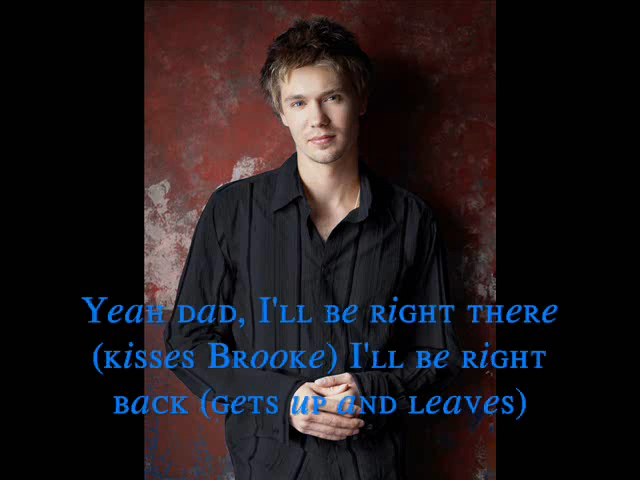 Yeah dad, I'll be right there
(kisses Brooke) I'll be right
back (gets up and leaves)